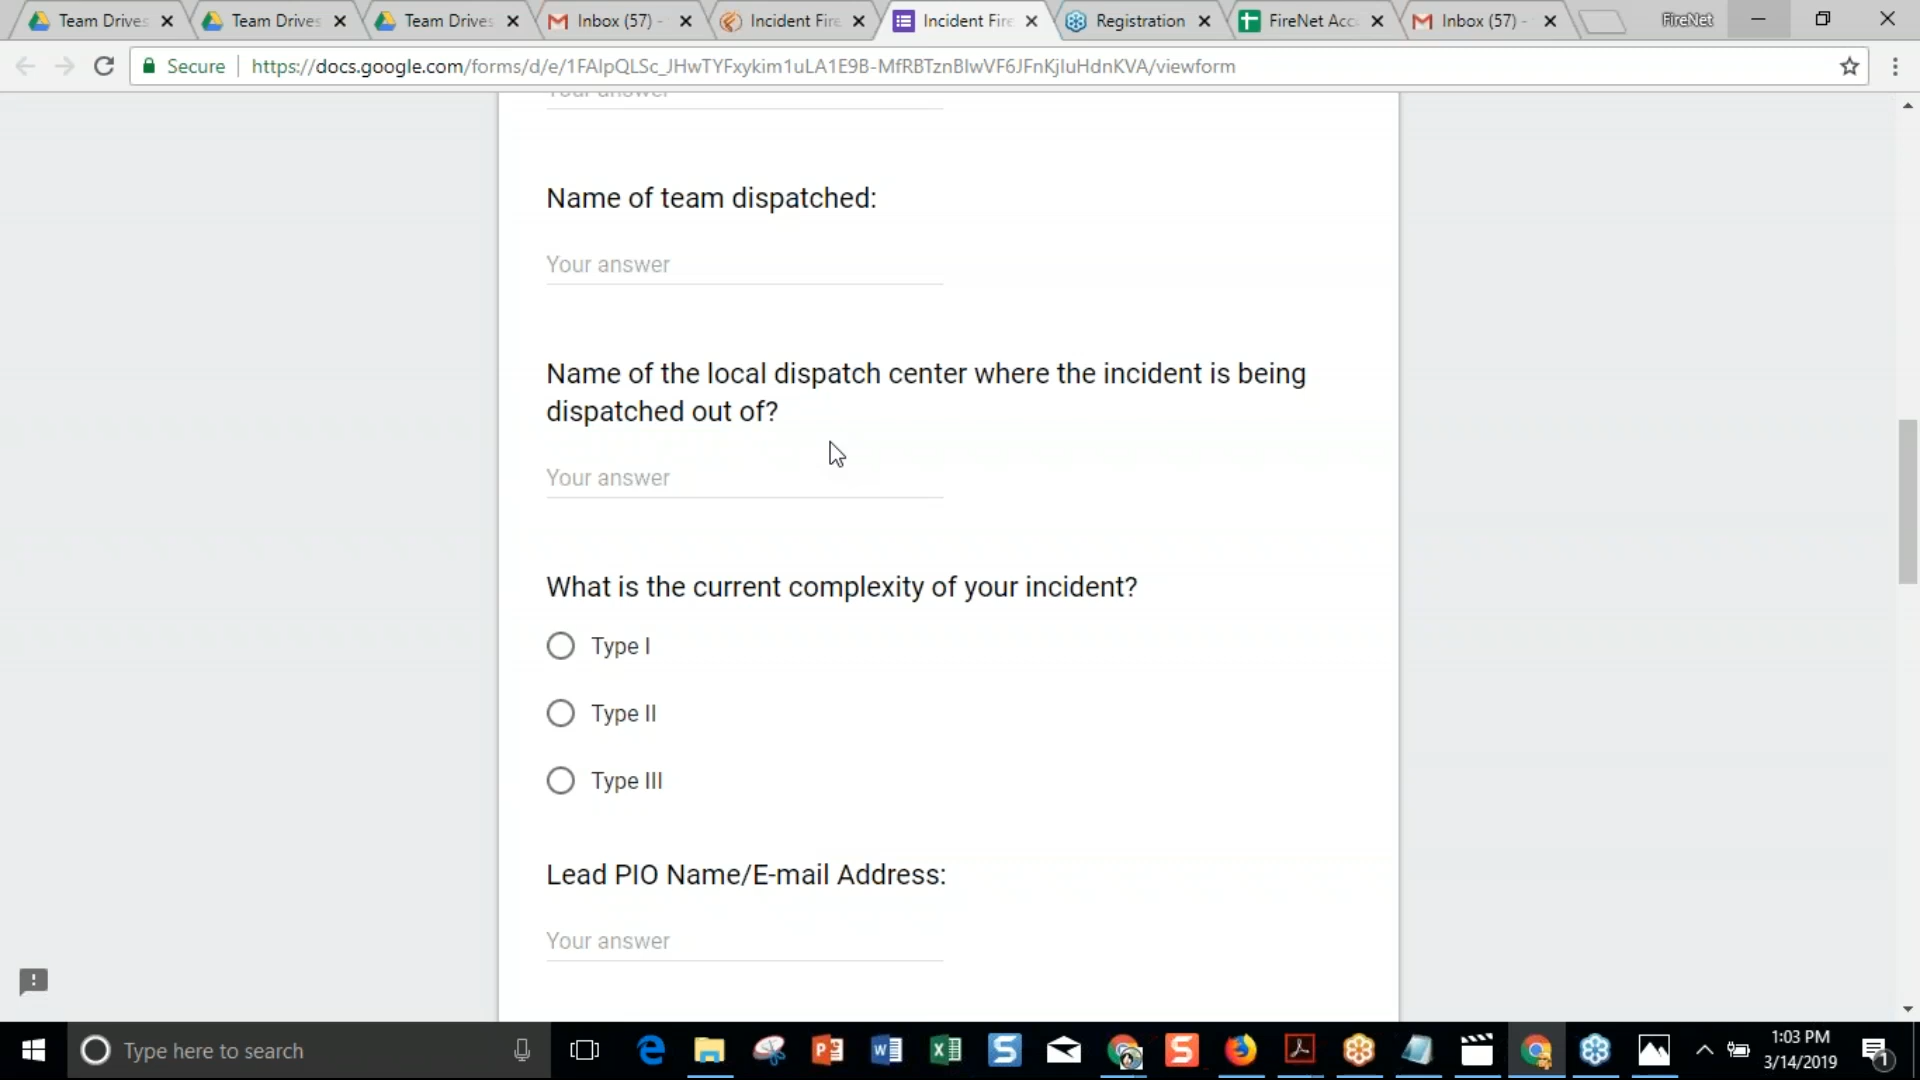 Team Drives
Team Drives
Team Drives
Inbox (57) -
Incident Fire
Incident Fire
Registration
FireNet Acc
Inbox (57) -
FireNet
Secure
https://docs.google.com/forms/d/e/1FAIpQLSc_JHwTYFxykim1uLA1E9B-MfRBTznBIwVF6JFnKjluHdnKVA/viewform
Name of team dispatched:
Your answer
Name of the local dispatch center where the incident is being
dispatched out of?
Your answer
What is the current complexity of your incident?
Type I
Type II
Type III
Lead PIO Name/E-mail Address:
Your answer
Type here to search
1:03 PM
3/14/2019
1